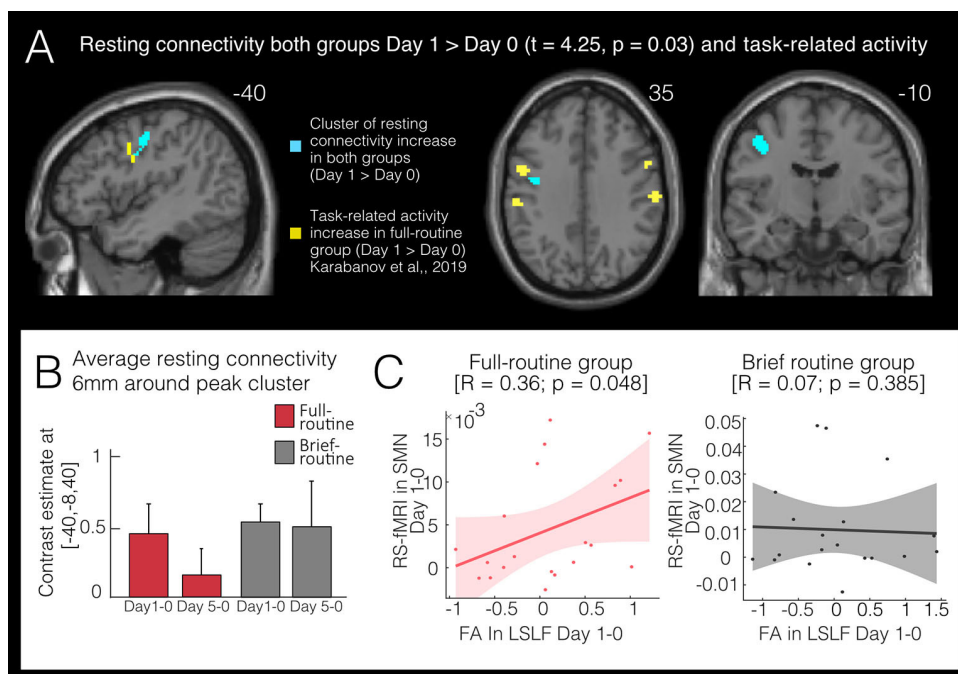 A
Resting connectivity both groups Day 1 > Day 0 (t = 4.25, p = 0.03) and task-related activity
-40
35
-10
Cluster of resting
connectivity increase
in both groups
(Day 1 > Day 0)
Task-related activity
increase in full-routine
group (Day 1 > Day 0)
Karabanov et al,, 2019
B
Average resting connectivity
6mm around peak cluster
Full-
routine
Brief-
routine
Contrast estimate at
[-40,-8,40]
1
0.5
0
Day1-0
Day 5-0
Day1-0
Day 5-0
C
Full-routine group
[R = 0.36; p = 0.048]
× 10⁻³
RS-fMRI in SMN
Day 1-0
15
10
5
0
-1
-0.5
0
0.5
1
FA In LSLF Day 1-0
Brief routine group
[R = 0.07; p = 0.385]
RS-fMRI in SMN
Day 1-0
0.05
0.04
0.03
0.02
0.01
0
-0.01
-1
-0.5
0
0.5
1
1.5
FA in LSLF Day 1-0